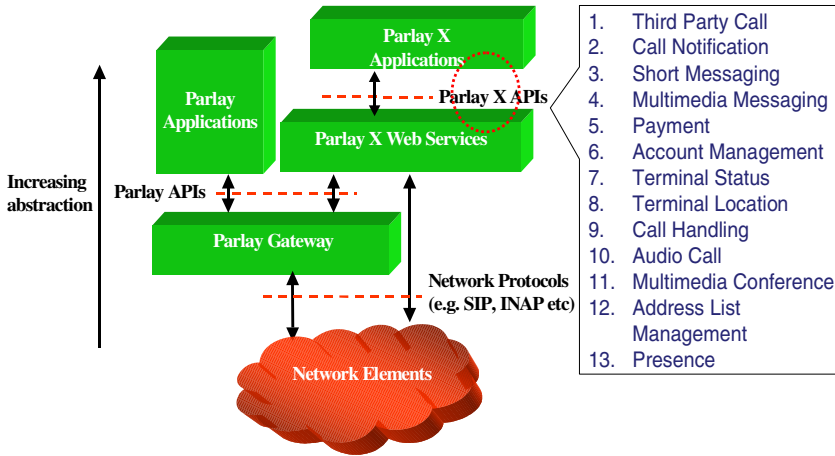 Parlay X
Applications
Parlay
Applications
Parlay X APIs
Parlay X Web Services
Increasing
abstraction
Parlay APIs
Parlay Gateway
Network Protocols
(e.g. SIP, INAP etc)
Network Elements
1. Third Party Call
2. Call Notification
3. Short Messaging
4. Multimedia Messaging
5. Payment
6. Account Management
7. Terminal Status
8. Terminal Location
9. Call Handling
10. Audio Call
11. Multimedia Conference
12. Address List
Management
13. Presence